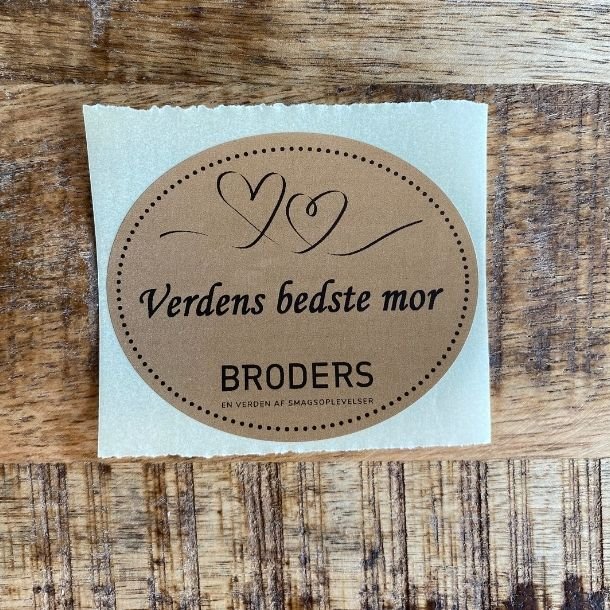 Verdens bedste mor
BRODERS
EN VERDEN AF SMAGSOPLEVELSER